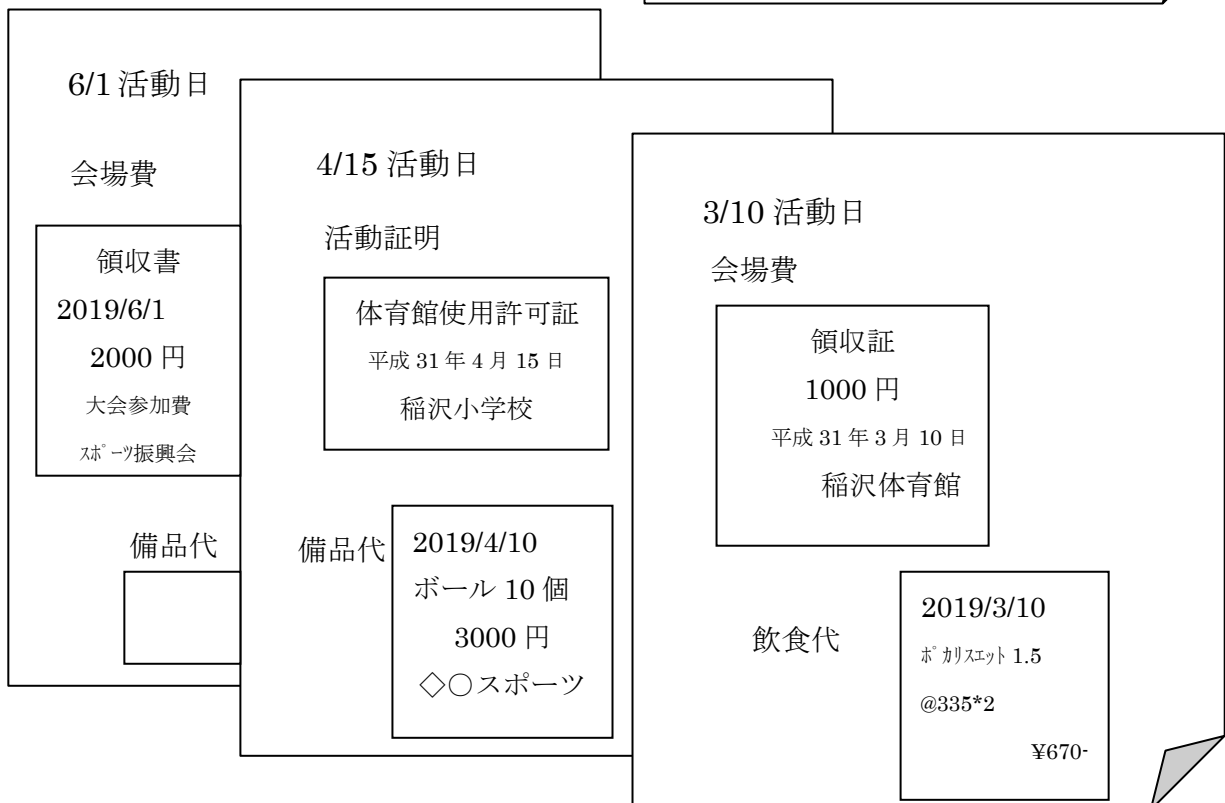 6/1 活動日
会場費
領収書
2019/6/1
2000 円
大会参加費
ｽﾎﾟｰﾂ振興会
備品代
4/15 活動日
活動証明
体育館使用許可証
平成 31 年 4 月 15 日
稲沢小学校
備品代
2019/4/10
ボール 10 個
3000 円
◇○スポーツ
3/10 活動日
会場費
領収証
1000 円
平成 31 年 3 月 10 日
稲沢体育館
飲食代
2019/3/10
ﾎﾟｶﾘｽｴｯﾄ 1.5
@335*2
¥670-